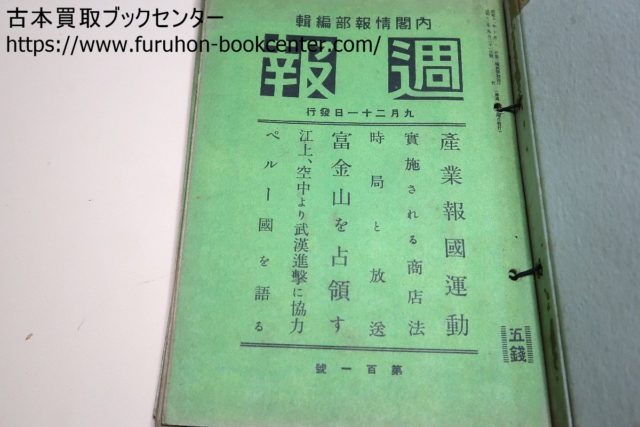 古本買取ブックセンター
https://www.furuhon-bookcenter.com/
輯編部報情閣內
報週
行發日一十二月九
產業報國運動
實施される商店法
時局と放送
富金山を占領す
江上、空中より武漢進擊に協力
ペルー國を語る
五錢
號一百第